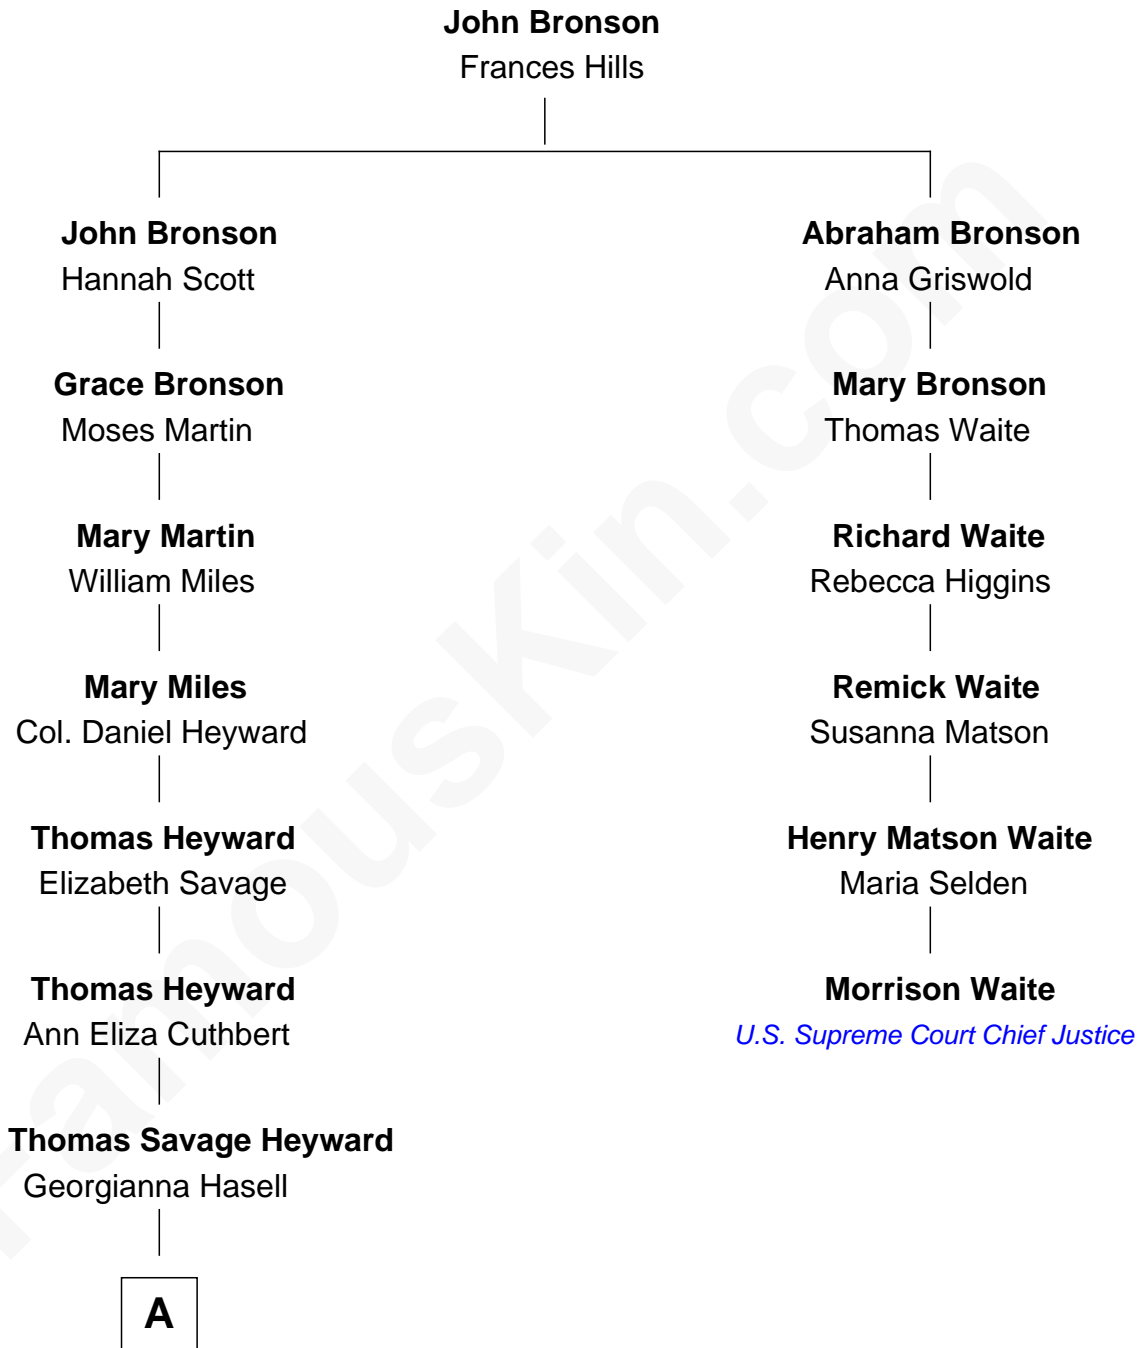 John Bronson
Frances Hills
John Bronson
Hannah Scott
Grace Bronson
Moses Martin
Mary Martin
William Miles
Mary Miles
Col. Daniel Heyward
Thomas Heyward
Elizabeth Savage
Thomas Heyward
Ann Eliza Cuthbert
Thomas Savage Heyward
Georgianna Hasell
A
Abraham Bronson
Anna Griswold
Mary Bronson
Thomas Waite
Richard Waite
Rebecca Higgins
Remick Waite
Susanna Matson
Henry Matson Waite
Maria Selden
Morrison Waite
U.S. Supreme Court Chief Justice
FamousKin.com